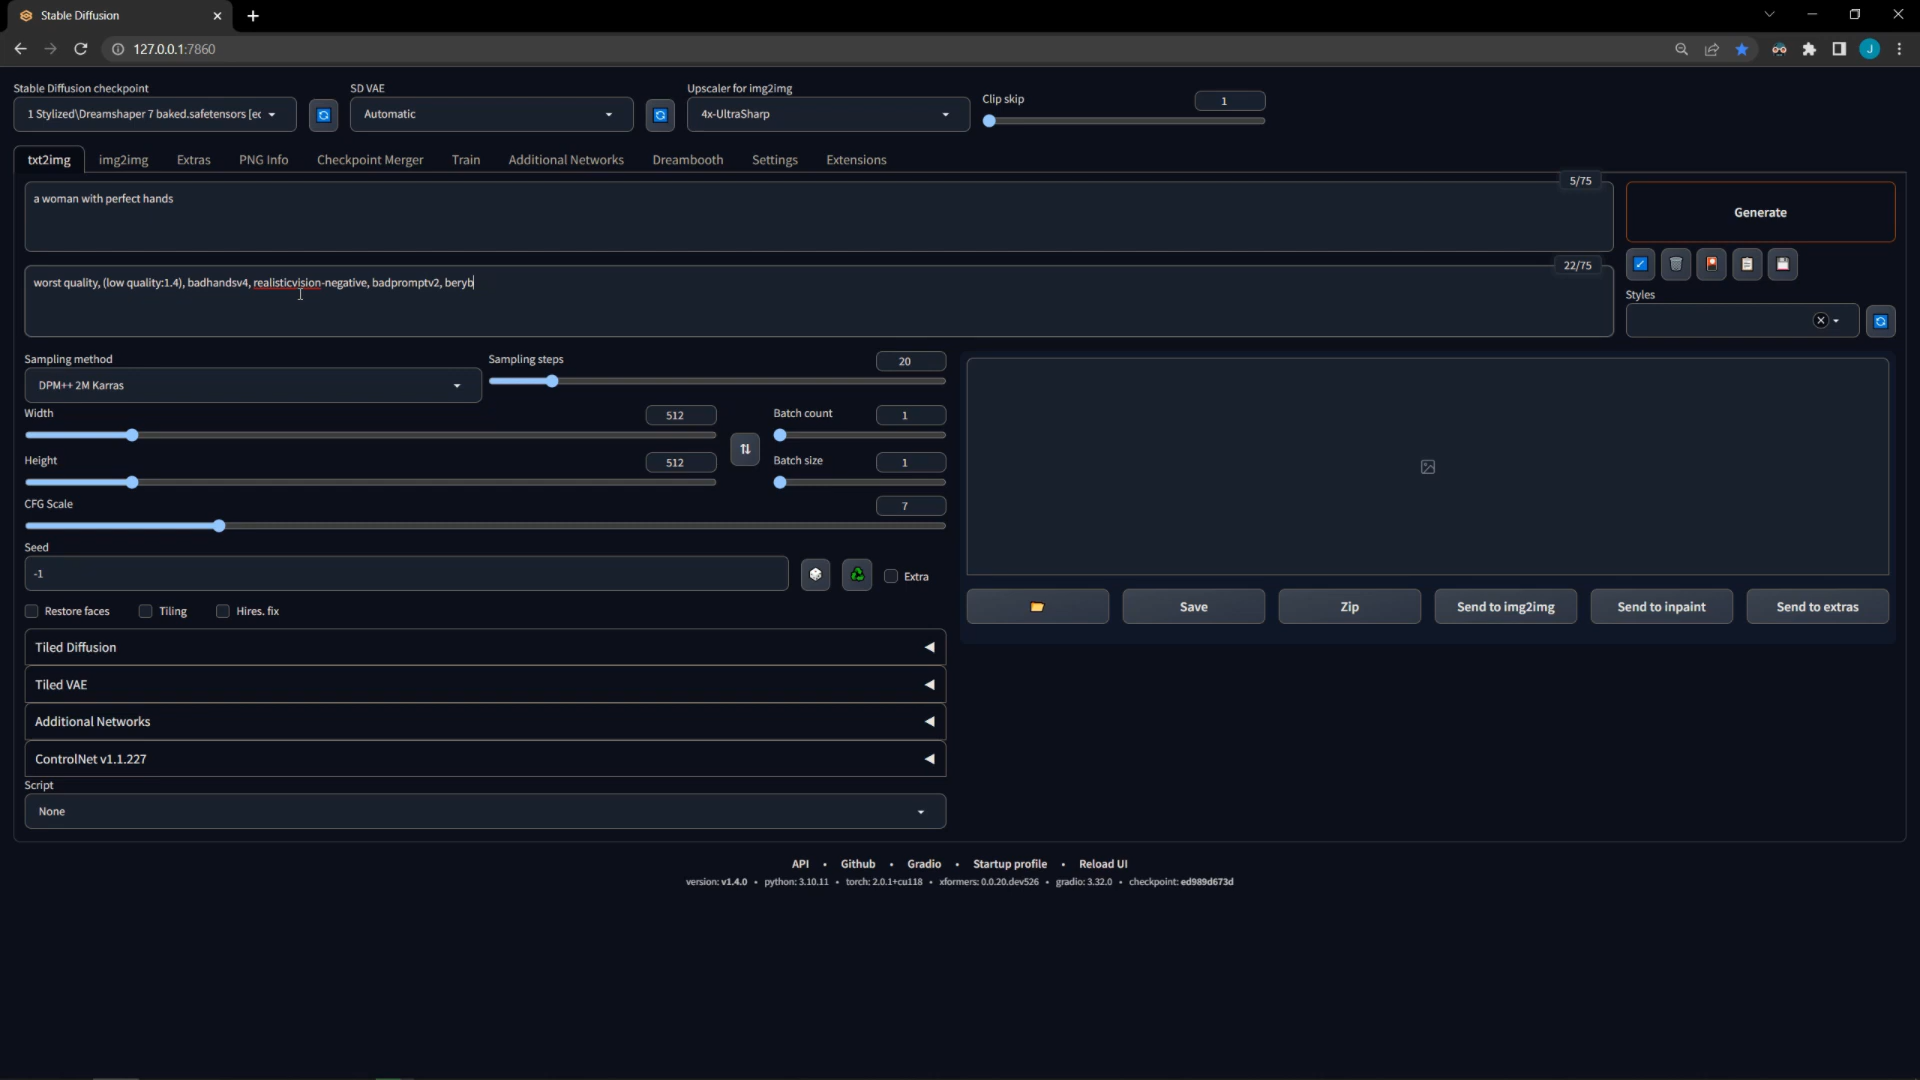 Stable Diffusion
127.0.0.1:7860
Stable Diffusion checkpoint
SD VAE
Upscaler for img2img
Clip skip
1
1 Stylized\Dreamshaper 7 baked.safetensors [ec
Automatic
4x-UltraSharp
txt2img
img2img
Extras
PNG Info
Checkpoint Merger
Train
Additional Networks
Dreambooth
Settings
Extensions
5/75
a woman with perfect hands
Generate
22/75
worst quality, (low quality:1.4), badhandsv4, realisticvision-negative, badpromptv2, beryb
Styles
Sampling method
Sampling steps
20
DPM++ 2M Karras
Width
512
Batch count
1
Height
512
Batch size
1
CFG Scale
7
Seed
-1
Extra
Restore faces
Tiling
Hires. fix
Save
Zip
Send to img2img
Send to inpaint
Send to extras
Tiled Diffusion
Tiled VAE
Additional Networks
ControlNet v1.1.227
Script
None
API • Github • Gradio • Startup profile • Reload UI
version: v1.4.0 • python: 3.10.11 • torch: 2.0.1+cu118 • xformers: 0.0.20.dev526 • gradio: 3.32.0 • checkpoint: ed989d673d
J